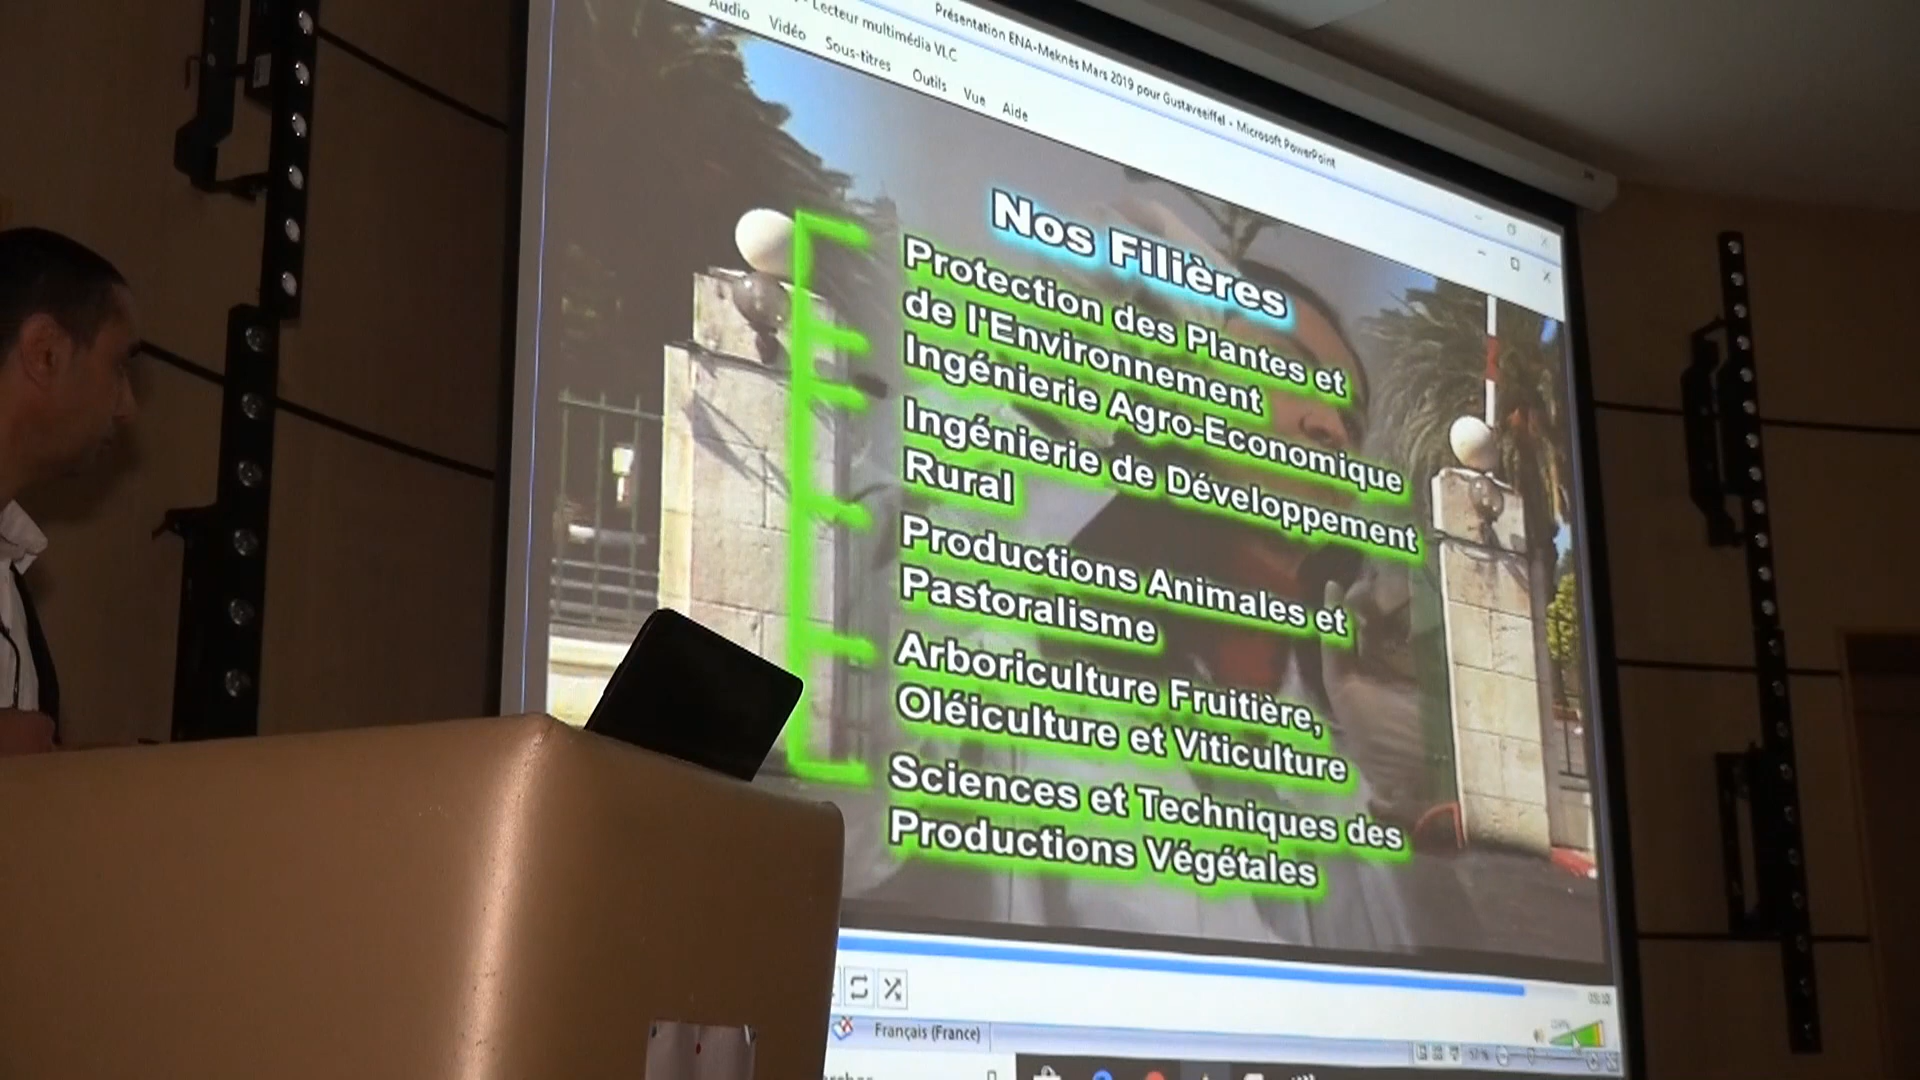 Présentation ENA-Meknés Mars 2019 pour Gustaveeiffel - Microsoft PowerPoint
- Lecteur multimédia VLC
Audio Vidéo Sous-titres Outils Vue Aide
Nos Filières
Protection des Plantes et
de l'Environnement
Ingénierie Agro-Economique
Ingénierie de Développement
Rural
Productions Animales et
Pastoralisme
Arboriculture Fruitière,
Oléiculture et Viticulture
Sciences et Techniques des
Productions Végétales
Français (France)